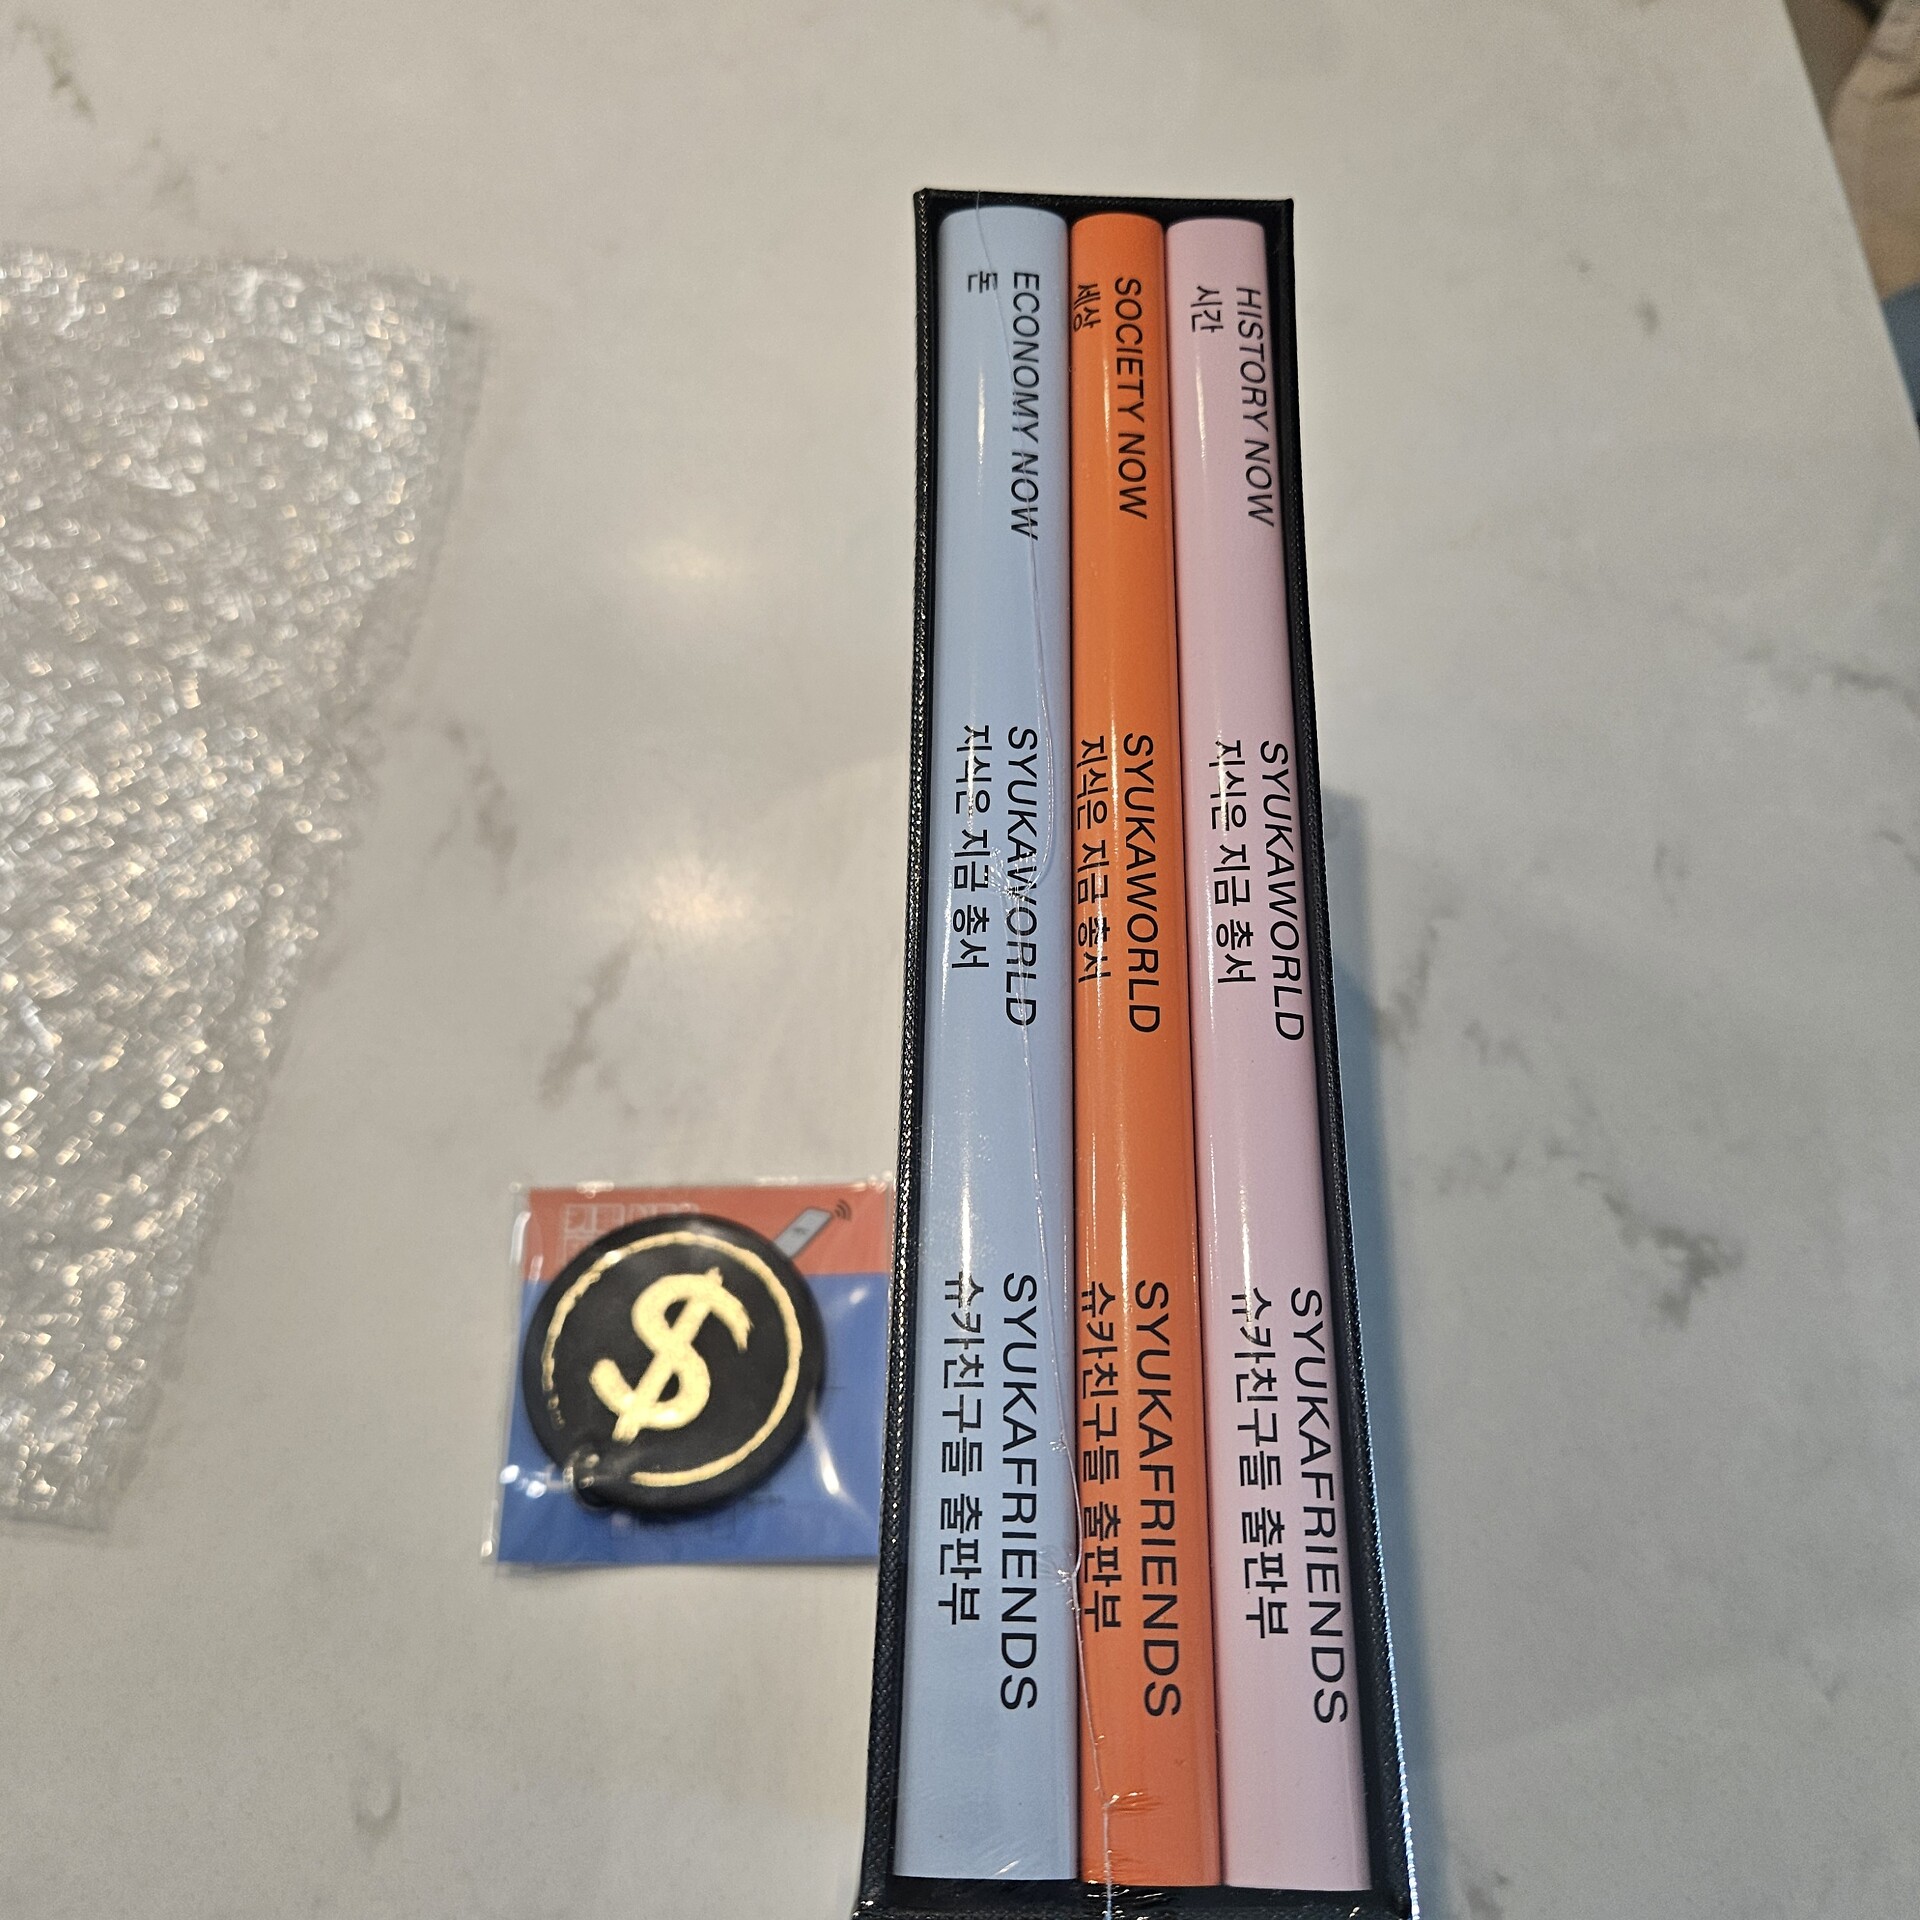 ECONOMY NOW
돈
SYUKAWORLD
지식은 지금 총서
SYUKAFRIENDS
슈카친구들 출판부
SOCIETY NOW
세상
SYUKAWORLD
지식은 지금 총서
SYUKAFRIENDS
슈카친구들 출판부
HISTORY NOW
시간
SYUKAWORLD
지식은 지금 총서
SYUKAFRIENDS
슈카친구들 출판부
$